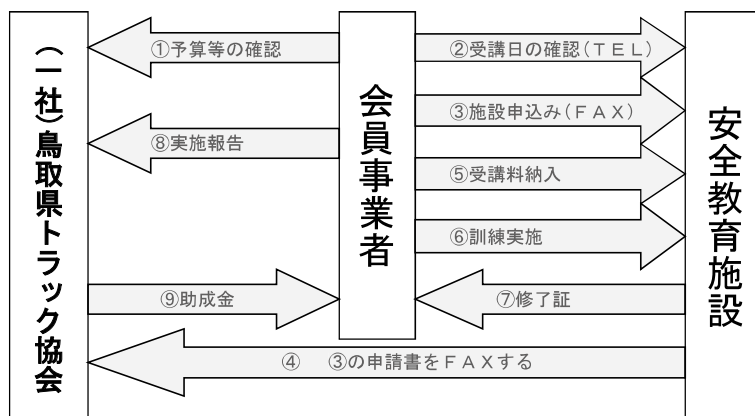 （一社）鳥取県トラック協会
会員事業者
安全教育施設
①予算等の確認
②受講日の確認（ＴＥＬ）
③施設申込み（ＦＡＸ）
⑧実施報告
⑤受講料納入
⑥訓練実施
⑨助成金
⑦修了証
④　③の申請書をＦＡＸする